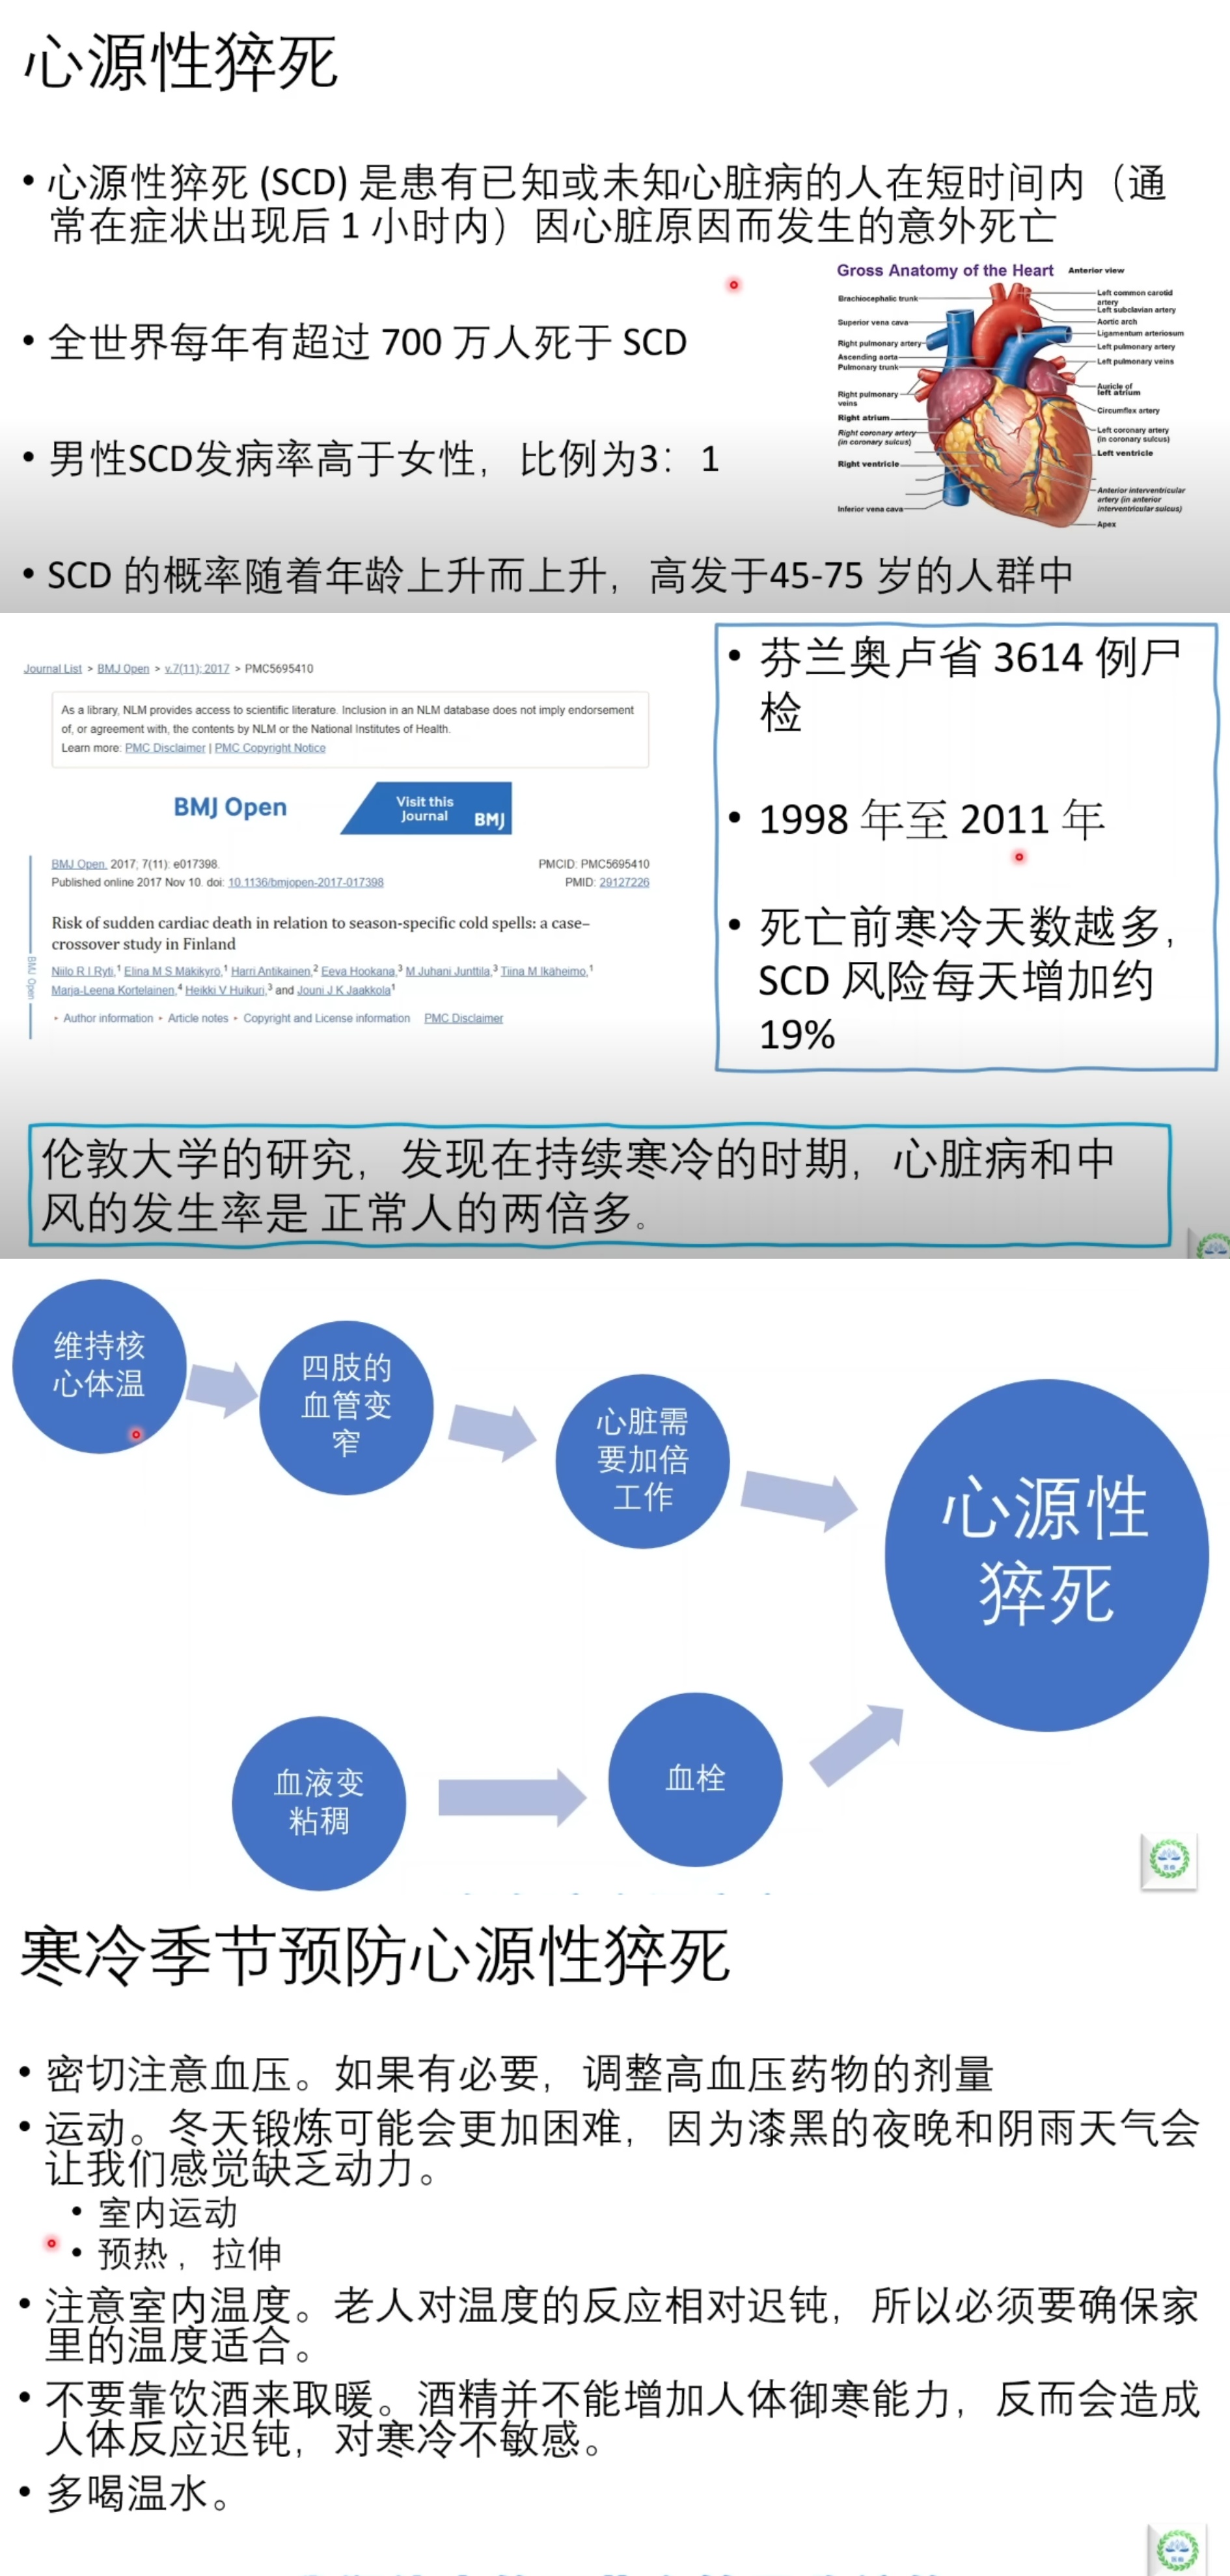 心源性猝死
• 心源性猝死 (SCD) 是患有已知或未知心脏病的人在短时间内（通
常在症状出现后 1 小时内）因心脏原因而发生的意外死亡
• 全世界每年有超过 700 万人死于 SCD
• 男性SCD发病率高于女性，比例为3：1
• SCD 的概率随着年龄上升而上升，高发于45-75 岁的人群中
Gross Anatomy of the Heart Anterior view
Brachiocephalic trunk
Superior vena cava
Right pulmonary artery
Ascending aorta
Pulmonary trunk
Right pulmonary
veins
Right atrium
Right coronary artery
(in coronary sulcus)
Right ventricle
Inferior vena cava
Left common carotid
artery
Left subclavian artery
Aortic arch
Ligamentum arteriosum
Left pulmonary artery
Left pulmonary veins
Auricle of
left atrium
Circumflex artery
Left coronary artery
(in coronary sulcus)
Left ventricle
Anterior interventricular
artery (in anterior
interventricular sulcus)
Apex
Journal List > BMJ Open > v.7(11); 2017 > PMC5695410
As a library, NLM provides access to scientific literature. Inclusion in an NLM database does not imply endorsement
of, or agreement with, the contents by NLM or the National Institutes of Health.
Learn more: PMC Disclaimer | PMC Copyright Notice
BMJ Open
Visit this
Journal BMJ
BMJ Open
BMJ Open. 2017; 7(11): e017398.
Published online 2017 Nov 10. doi: 10.1136/bmjopen-2017-017398
PMCID: PMC5695410
PMID: 29127226
Risk of sudden cardiac death in relation to season-specific cold spells: a case–
crossover study in Finland
Niilo R I Ryti,1 Elina M S Mäkikyrö,1 Harri Antikainen,2 Eeva Hookana,3 M Juhani Junttila,3 Tiina M Ikäheimo,1
Marja-Leena Kortelainen,4 Heikki V Huikuri,3 and Jouni J K Jaakkola1
• Author information • Article notes • Copyright and License information PMC Disclaimer
• 芬兰奥卢省 3614 例尸
检
• 1998 年至 2011 年
• 死亡前寒冷天数越多，
SCD 风险每天增加约
19%
伦敦大学的研究，发现在持续寒冷的时期，心脏病和中
风的发生率是 正常人的两倍多。
维持核
心体温
四肢的
血管变
窄
心脏需
要加倍
工作
心源性
猝死
血液变
粘稠
血栓
寒冷季节预防心源性猝死
• 密切注意血压。如果有必要，调整高血压药物的剂量
• 运动。冬天锻炼可能会更加困难，因为漆黑的夜晚和阴雨天气会
让我们感觉缺乏动力。
• 室内运动
• 预热，拉伸
• 注意室内温度。老人对温度的反应相对迟钝，所以必须要确保家
里的温度适合。
• 不要靠饮酒来取暖。酒精并不能增加人体御寒能力，反而会造成
人体反应迟钝，对寒冷不敏感。
• 多喝温水。